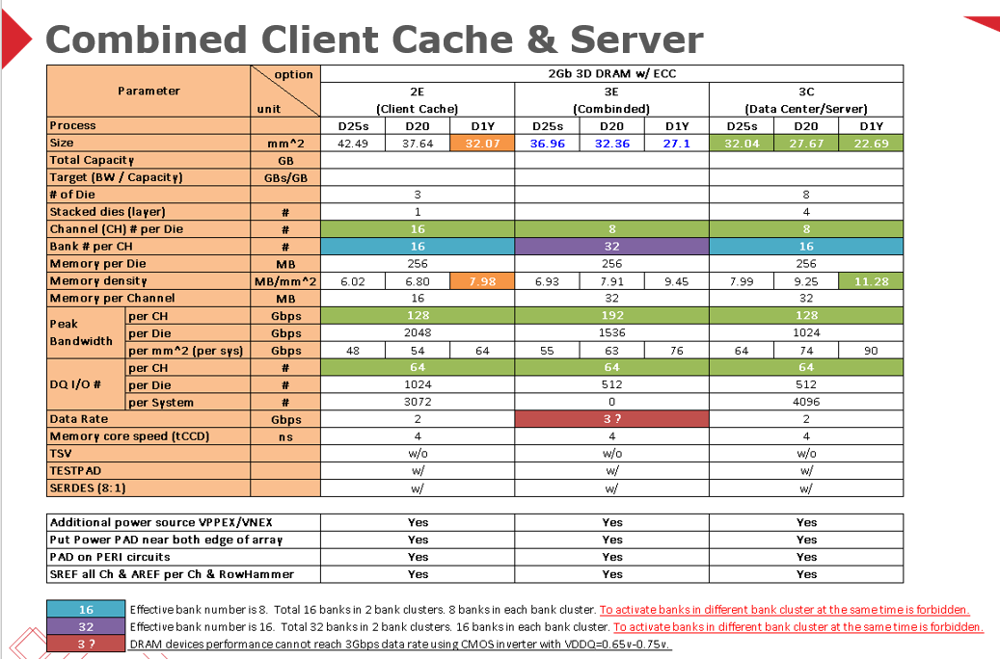 Combined Client Cache & Server
Parameter option unit 2Gb 3D DRAM w/ ECC
2E 3E 3C
(Client Cache) (Combinded) (Data Center/Server)
Process D25s D20 D1Y D25s D20 D1Y D25s D20 D1Y
Size mm^2 42.49 37.64 32.07 36.96 32.36 27.1 32.04 27.67 22.69
Total Capacity GB
Target (BW / Capacity) GBs/GB
# of Die 3 8
Stacked dies (layer) # 1 4
Channel (CH) # per Die # 16 8 8
Bank # per CH # 16 32 16
Memory per Die MB 256 256 256
Memory density MB/mm^2 6.02 6.80 7.98 6.93 7.91 9.45 7.99 9.25 11.28
Memory per Channel MB 16 32 32
Peak Bandwidth per CH Gbps 128 192 128
per Die Gbps 2048 1536 1024
per mm^2 (per sys) Gbps 48 54 64 55 63 76 64 74 90
DQ I/O # per CH # 64 64 64
per Die # 1024 512 512
per System # 3072 0 4096
Data Rate Gbps 2 3 ? 2
Memory core speed (tCCD) ns 4 4 4
TSV w/o w/o w/o
TESTPAD w/ w/ w/
SERDES (8:1) w/ w/ w/
Additional power source VPPEX/VNEX Yes Yes Yes
Put Power PAD near both edge of array Yes Yes Yes
PAD on PERI circuits Yes Yes Yes
SREF all Ch & AREF per Ch & RowHammer Yes Yes Yes
16 Effective bank number is 8. Total 16 banks in 2 bank clusters. 8 banks in each bank cluster. To activate banks in different bank cluster at the same time is forbidden.
32 Effective bank number is 16. Total 32 banks in 2 bank clusters. 16 banks in each bank cluster. To activate banks in different bank cluster at the same time is forbidden.
3 ? DRAM devices performance cannot reach 3Gbps data rate using CMOS inverter with VDDQ=0.65v-0.75v.